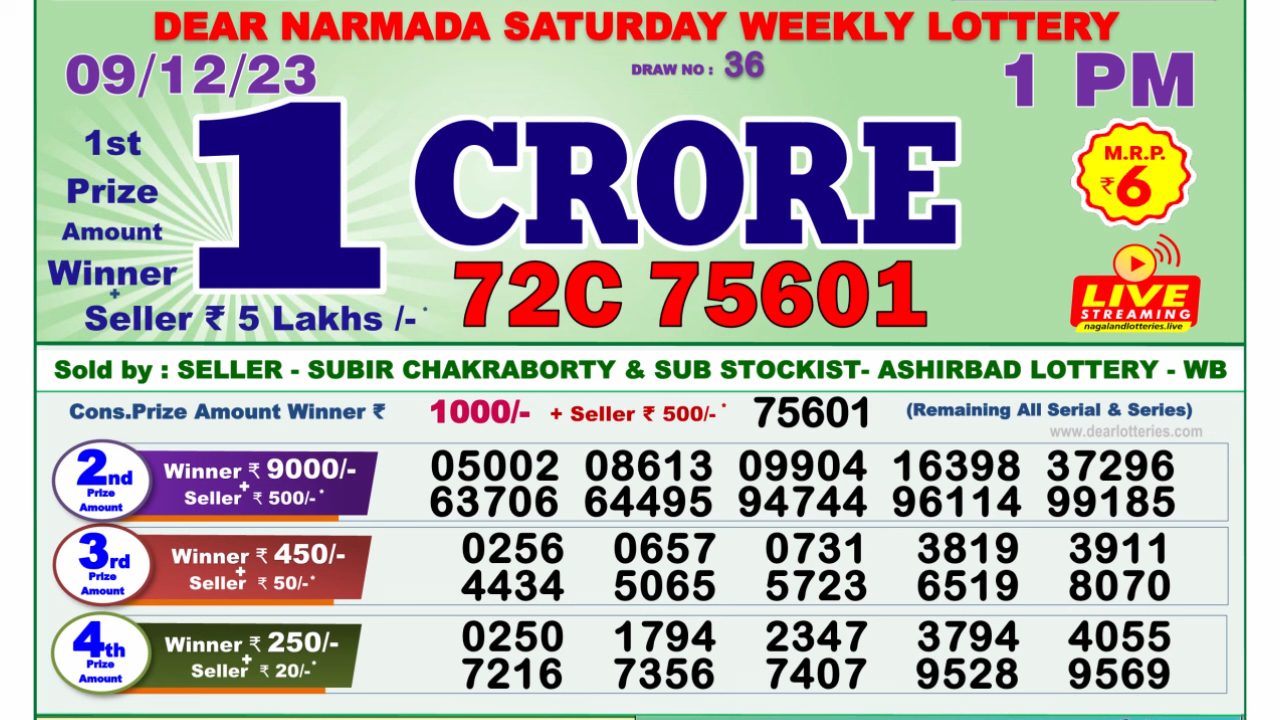 DEAR NARMADA SATURDAY WEEKLY LOTTERY
09/12/23
DRAW NO : 36
1 PM
1st
Prize
Amount
Winner
+
Seller ₹ 5 Lakhs /- *
1 CRORE
72C 75601
M.R.P.
₹6
LIVE
STREAMING
nagalandlotteries.live
Sold by : SELLER - SUBIR CHAKRABORTY & SUB STOCKIST- ASHIRBAD LOTTERY - WB
Cons.Prize Amount Winner ₹ 1000/- + Seller ₹ 500/- * 75601 (Remaining All Serial & Series)
www.dearlotteries.com
2nd
Prize
Amount
Winner ₹ 9000/-
+
Seller ₹ 500/- *
05002 08613 09904 16398 37296
63706 64495 94744 96114 99185
3rd
Prize
Amount
Winner ₹ 450/-
+
Seller ₹ 50/- *
0256 0657 0731 3819 3911
4434 5065 5723 6519 8070
4th
Prize
Amount
Winner ₹ 250/-
+
Seller ₹ 20/- *
0250 1794 2347 3794 4055
7216 7356 7407 9528 9569